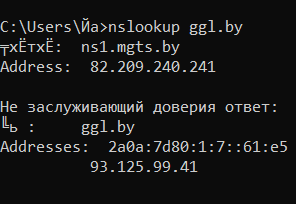 C:\Users\Йа>nslookup ggl.by
╤хЁтхЁ:  ns1.mgts.by
Address:  82.209.240.241

Не заслуживающий доверия ответ:
╚ь :     ggl.by
Addresses:  2a0a:7d80:1:7::61:e5
          93.125.99.41